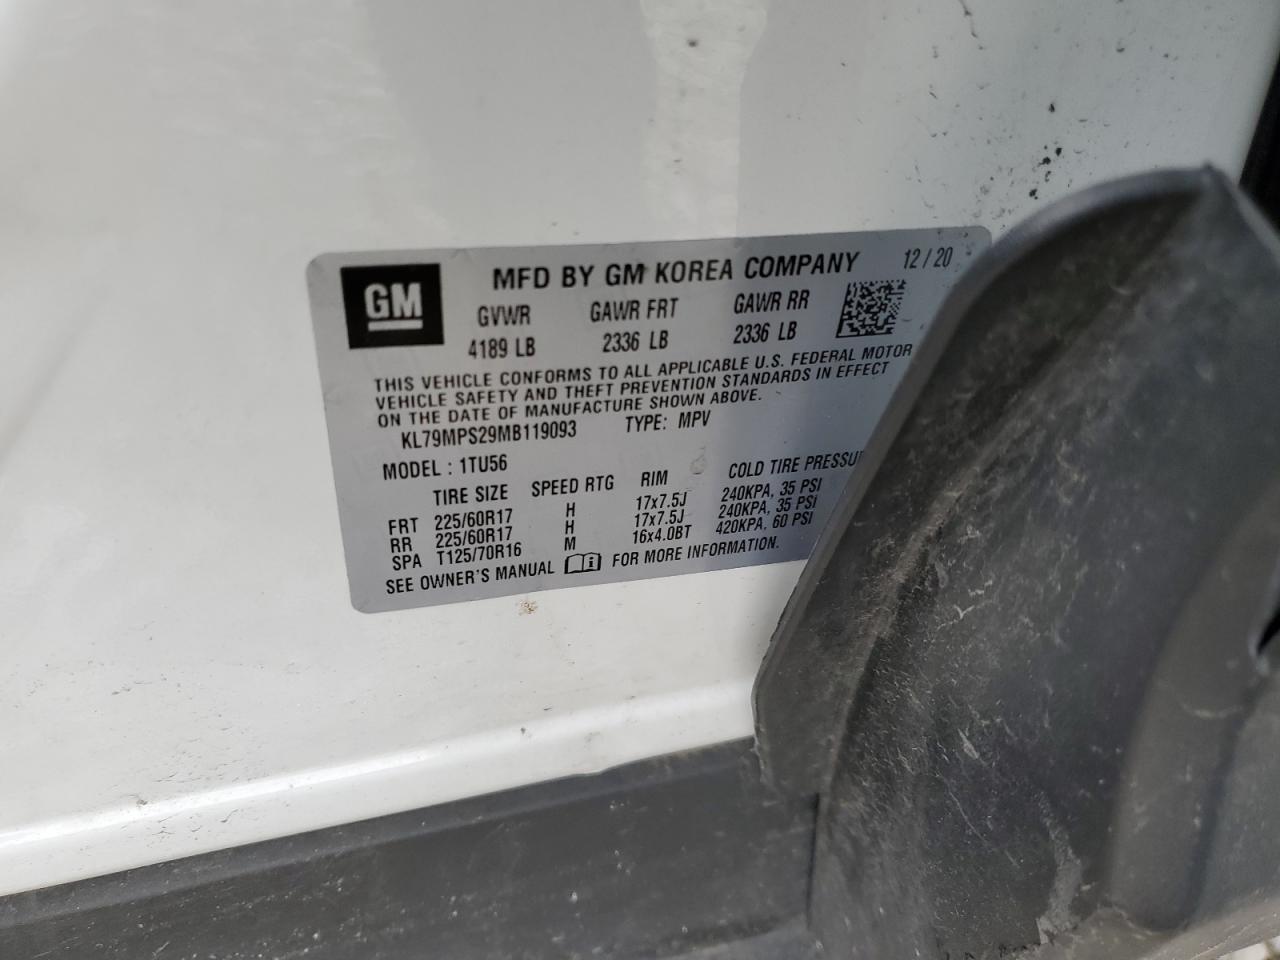 GM
MFD BY GM KOREA COMPANY 12 / 20
GVWR GAWR FRT GAWR RR
4189 LB 2336 LB 2336 LB
THIS VEHICLE CONFORMS TO ALL APPLICABLE U.S. FEDERAL MOTOR
VEHICLE SAFETY AND THEFT PREVENTION STANDARDS IN EFFECT
ON THE DATE OF MANUFACTURE SHOWN ABOVE.
KL79MPS29MB119093 TYPE: MPV
MODEL : 1TU56
TIRE SIZE SPEED RTG RIM COLD TIRE PRESSU
FRT 225/60R17 H 17x7.5J 240KPA, 35 PSI
RR 225/60R17 H 17x7.5J 240KPA, 35 PSI
SPA T125/70R16 M 16x4.0BT 420KPA, 60 PSI
SEE OWNER'S MANUAL i FOR MORE INFORMATION.